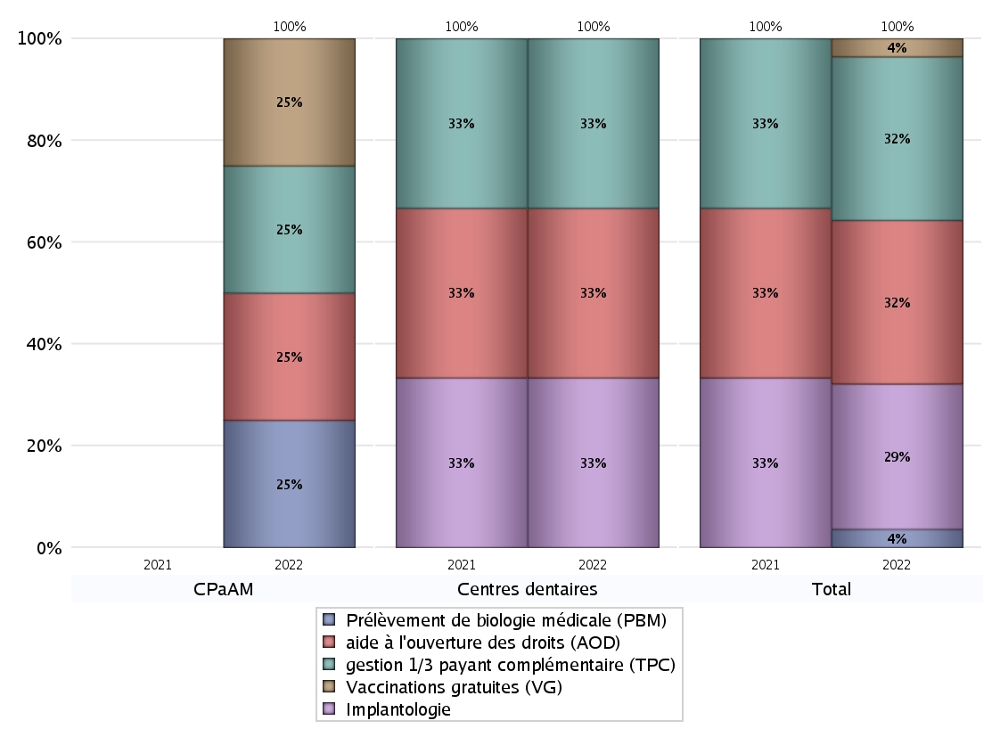 100% 100% 100% 100% 100%
100%
80%
60%
40%
20%
0%
25%
25%
25%
25%
33% 33%
33% 33%
33% 33%
33%
33%
33%
4%
32%
32%
29%
4%
2021 2022 2021 2022 2021 2022
CPaAM Centres dentaires Total
Prélèvement de biologie médicale (PBM)
aide à l'ouverture des droits (AOD)
gestion 1/3 payant complémentaire (TPC)
Vaccinations gratuites (VG)
Implantologie